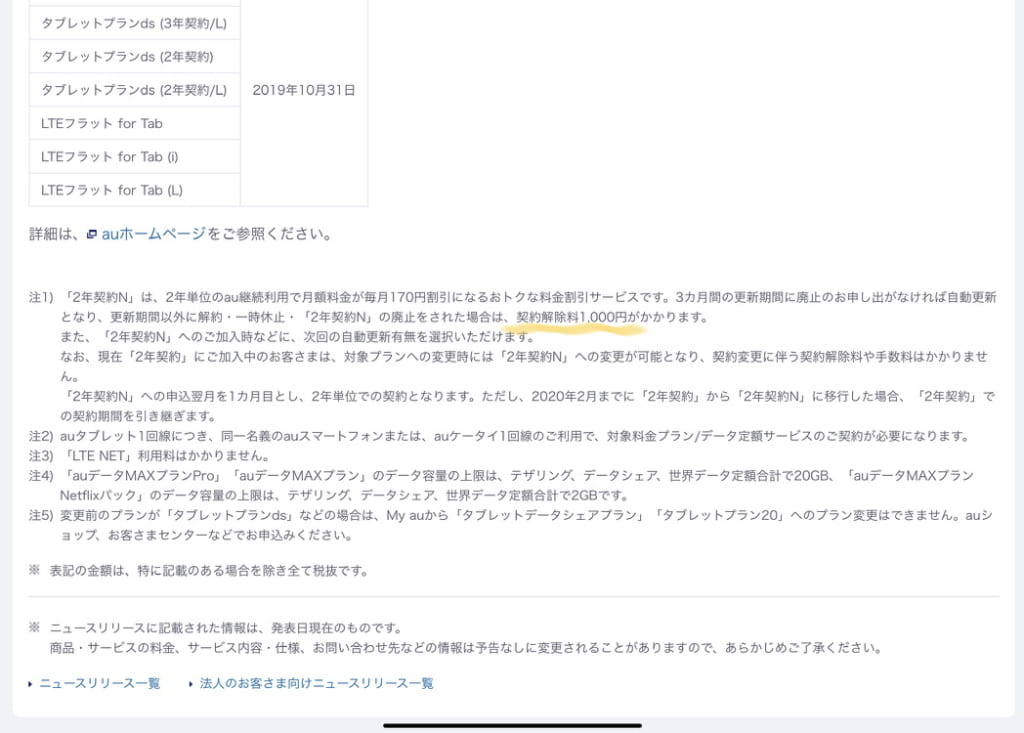 タブレットプランds (3年契約/L)
タブレットプランds (2年契約)
タブレットプランds (2年契約/L)
2019年10月31日
LTEフラット for Tab
LTEフラット for Tab (i)
LTEフラット for Tab (L)
詳細は、auホームページをご参照ください。
注1) 「2年契約N」は、2年単位のau継続利用で月額料金が毎月170円割引になるおトクな料金割引サービスです。3カ月間の更新期間に廃止のお申し出がなければ自動更新
となり、更新期間以外に解約・一時休止・「2年契約N」の廃止をされた場合は、契約解除料1,000円がかかります。
また、「2年契約N」へのご加入時などに、次回の自動更新有無を選択いただけます。
なお、現在「2年契約」にご加入中のお客さまは、対象プランへの変更時には「2年契約N」への変更が可能となり、契約変更に伴う契約解除料や手数料はかかりませ
ん。
「2年契約N」への申込翌月を1カ月目とし、2年単位での契約となります。ただし、2020年2月までに「2年契約」から「2年契約N」に移行した場合、「2年契約」で
の契約期間を引き継ぎます。
注2) auタブレット1回線につき、同一名義のauスマートフォンまたは、auケータイ1回線のご利用で、対象料金プラン/データ定額サービスのご契約が必要になります。
注3) 「LTE NET」利用料はかかりません。
注4) 「auデータMAXプランPro」「auデータMAXプラン」のデータ容量の上限は、テザリング、データシェア、世界データ定額合計で20GB、「auデータMAXプラン
Netflixパック」のデータ容量の上限は、テザリング、データシェア、世界データ定額合計で2GBです。
注5) 変更前のプランが「タブレットプランds」などの場合は、My auから「タブレットデータシェアプラン」「タブレットプラン20」へのプラン変更はできません。auシ
ョップ、お客さまセンターなどでお申込みください。
※ 表記の金額は、特に記載のある場合を除き全て税抜です。
※ ニュースリリースに記載された情報は、発表日現在のものです。
商品・サービスの料金、サービス内容・仕様、お問い合わせ先などの情報は予告なしに変更されることがありますので、あらかじめご了承ください。
ニュースリリース一覧 法人のお客さま向けニュースリリース一覧